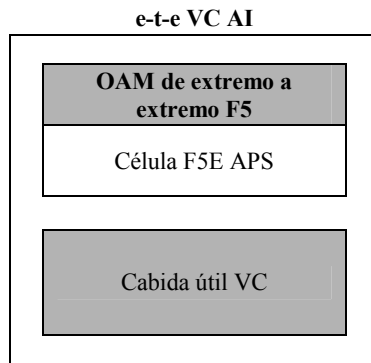 e-t-e VC AI
OAM de extremo a
extremo F5
Célula F5E APS
Cabida útil VC